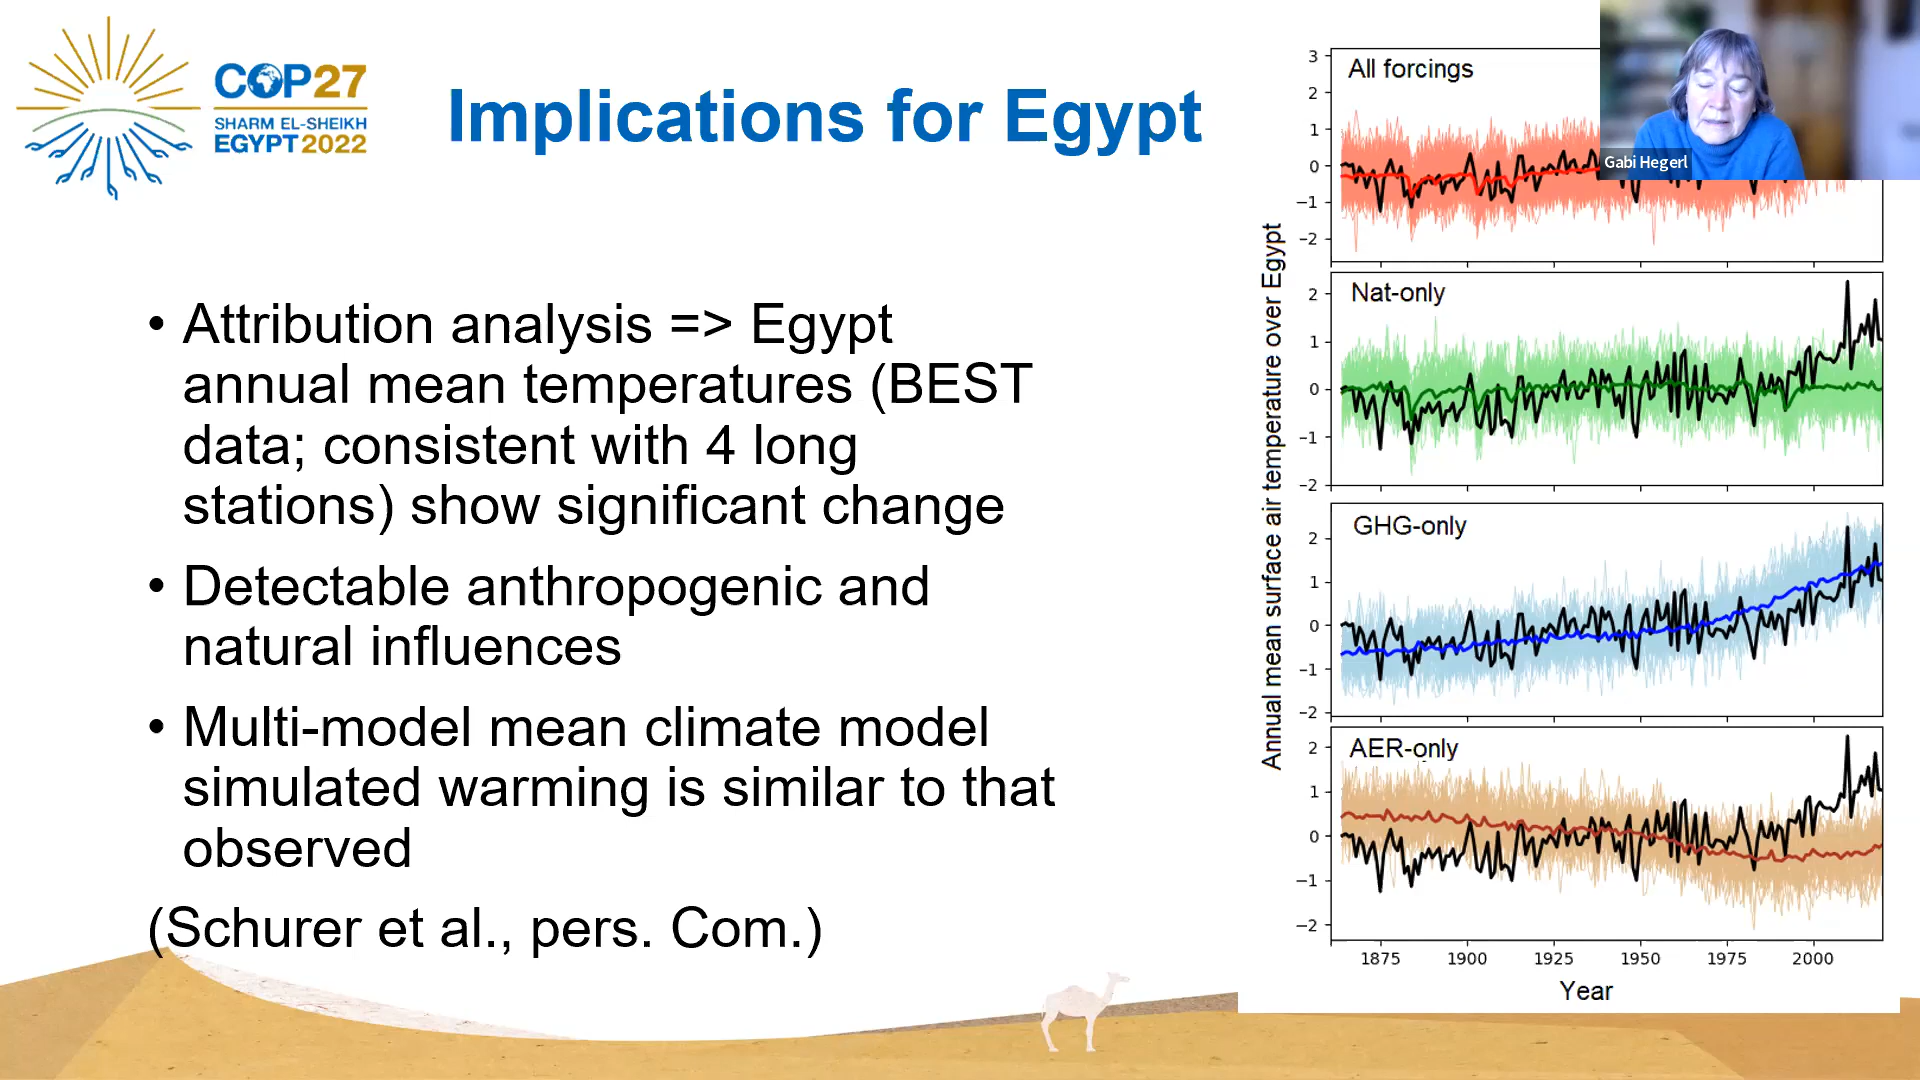 COP27
SHARM EL-SHEIKH
EGYPT 2022
Implications for Egypt
• Attribution analysis => Egypt
annual mean temperatures (BEST
data; consistent with 4 long
stations) show significant change
• Detectable anthropogenic and
natural influences
• Multi-model mean climate model
simulated warming is similar to that
observed
(Schurer et al., pers. Com.)
Annual mean surface air temperature over Egypt
All forcings
3
2
1
0
−1
−2
Nat-only
2
1
0
−1
−2
GHG-only
2
1
0
−1
−2
AER-only
2
1
0
−1
−2
1875 1900 1925 1950 1975 2000
Year
Gabi Hegerl